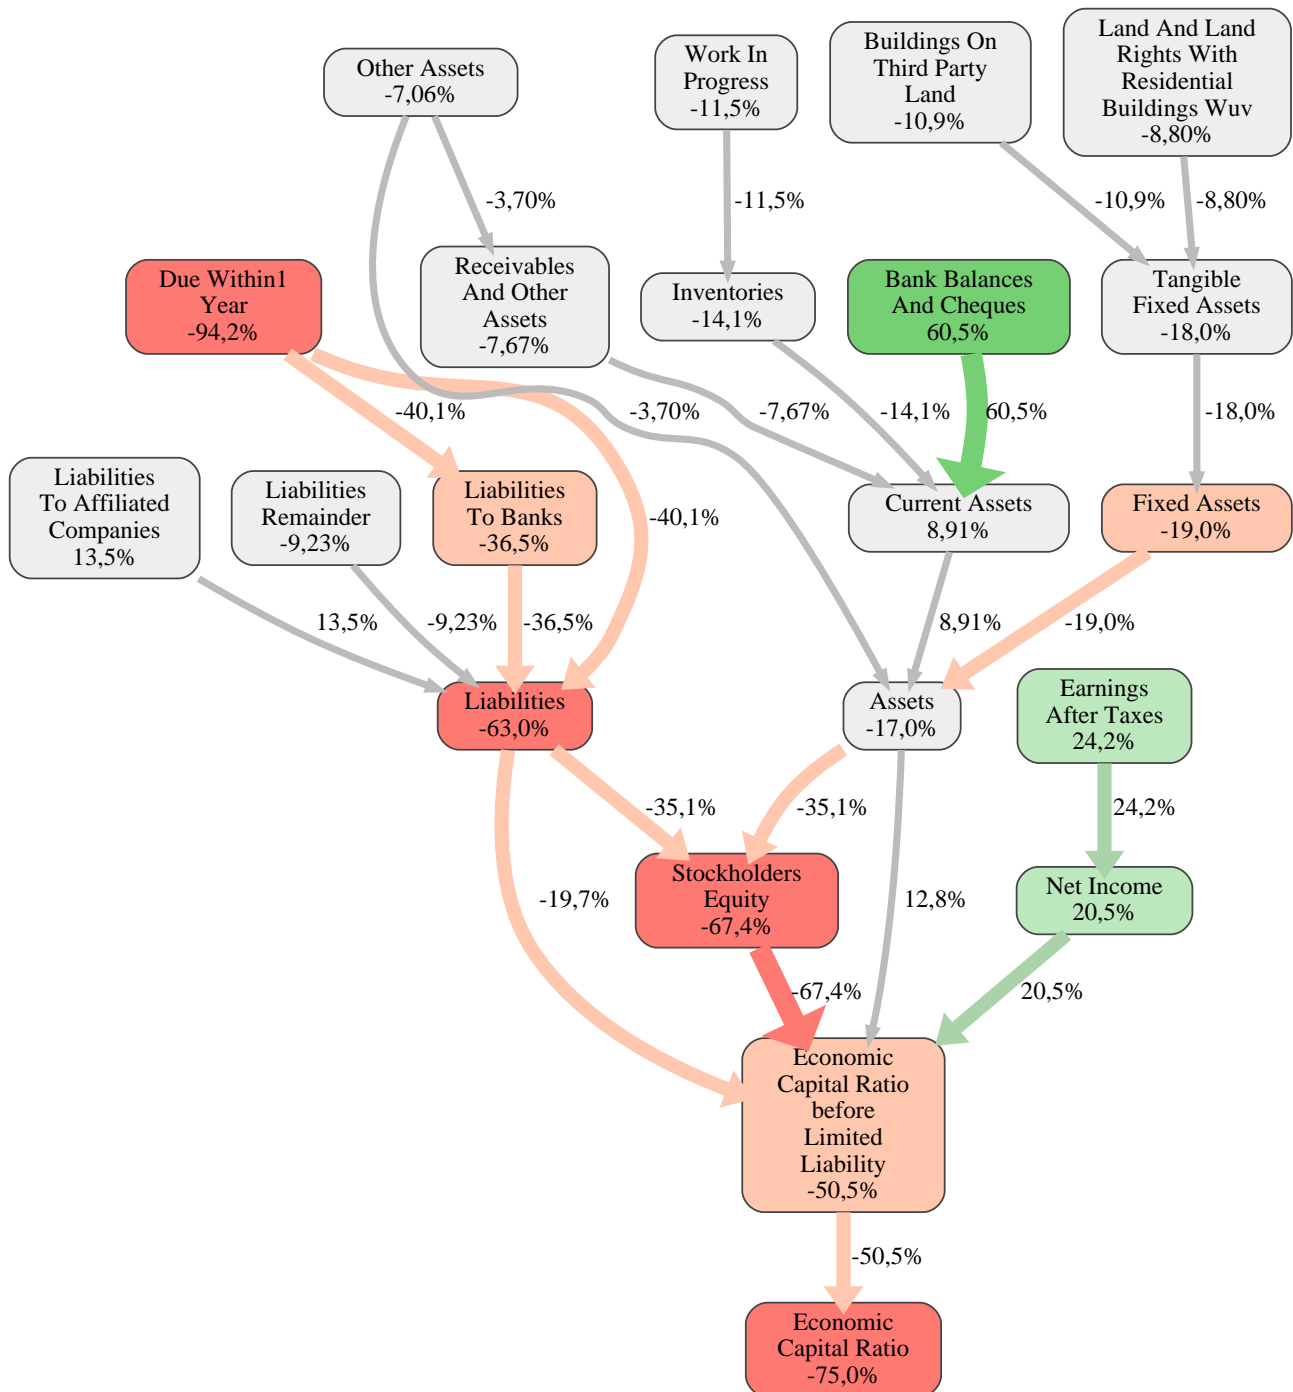 Other Assets
-7,06%
Work In
Progress
-11,5%
Buildings On
Third Party
Land
-10,9%
Land And Land
Rights With
Residential
Buildings Wuv
-8,80%
-3,70%
-11,5%
-10,9%
-8,80%
Due Within1
Year
-94,2%
Receivables
And Other
Assets
-7,67%
Inventories
-14,1%
Bank Balances
And Cheques
60,5%
Tangible
Fixed Assets
-18,0%
-40,1%
-3,70%
-7,67%
-14,1%
60,5%
-18,0%
Liabilities
To Affiliated
Companies
13,5%
Liabilities
Remainder
-9,23%
Liabilities
To Banks
-36,5%
-40,1%
Current Assets
8,91%
Fixed Assets
-19,0%
13,5%
-9,23%
-36,5%
8,91%
-19,0%
Liabilities
-63,0%
Assets
-17,0%
Earnings
After Taxes
24,2%
-35,1%
-35,1%
24,2%
-19,7%
Stockholders
Equity
-67,4%
12,8%
Net Income
20,5%
-67,4%
20,5%
Economic
Capital Ratio
before
Limited
Liability
-50,5%
-50,5%
Economic
Capital Ratio
-75,0%